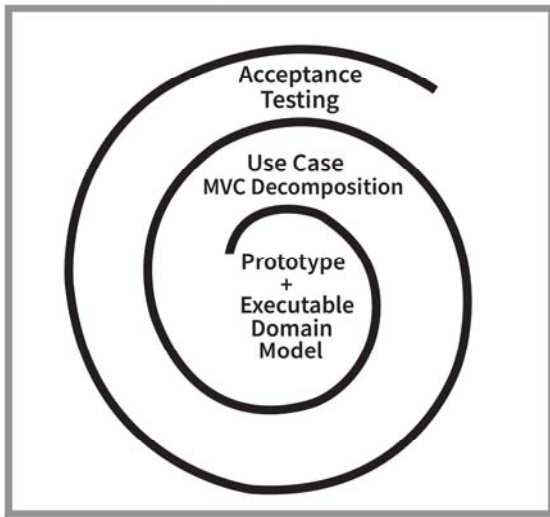 Acceptance
Testing
Use Case
MVC Decomposition
Prototype
+
Executable
Domain
Model